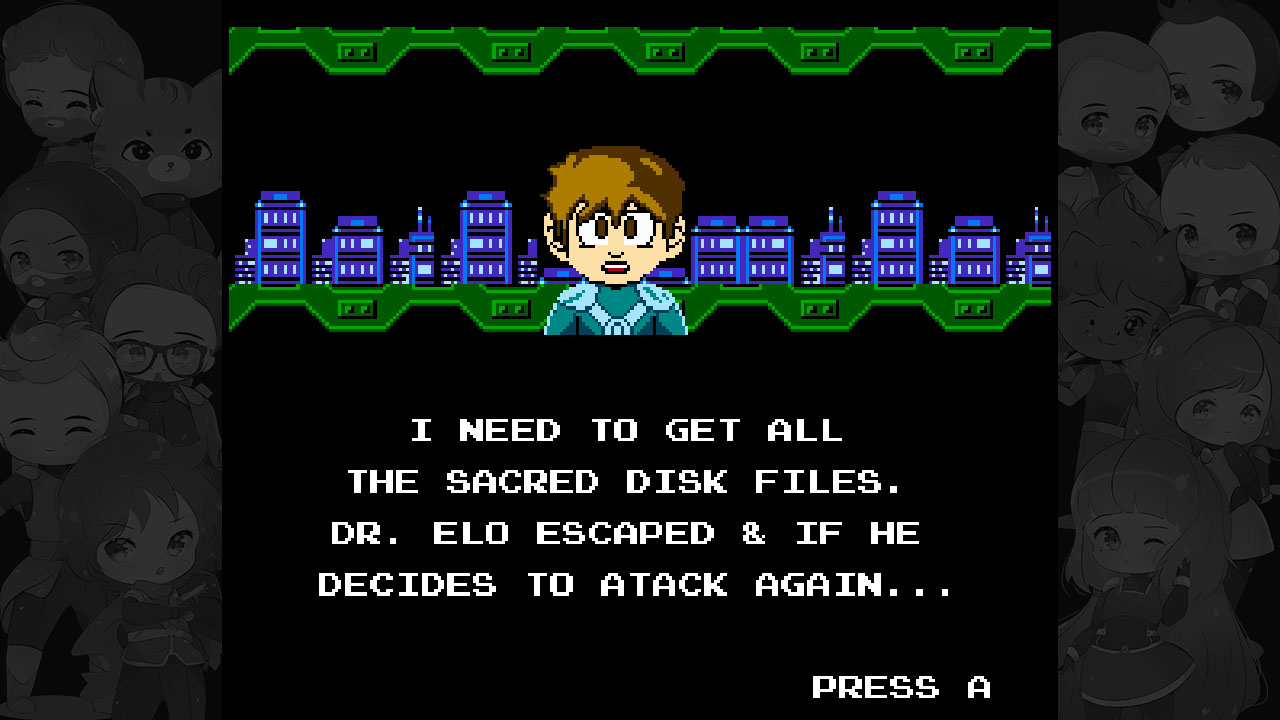 I NEED TO GET ALL
THE SACRED DISK FILES.
DR. ELO ESCAPED & IF HE
DECIDES TO ATACK AGAIN...
PRESS A